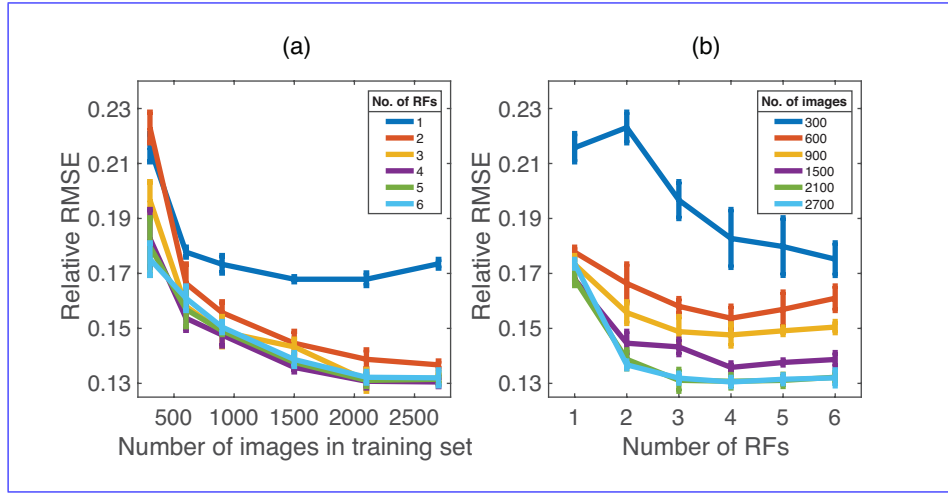 (a)
(b)
Relative RMSE
0.23
0.21
0.19
0.17
0.15
0.13
500 1000 1500 2000 2500
Number of images in training set
No. of RFs
1
2
3
4
5
6
Relative RMSE
0.23
0.21
0.19
0.17
0.15
0.13
1 2 3 4 5 6
Number of RFs
No. of images
300
600
900
1500
2100
2700